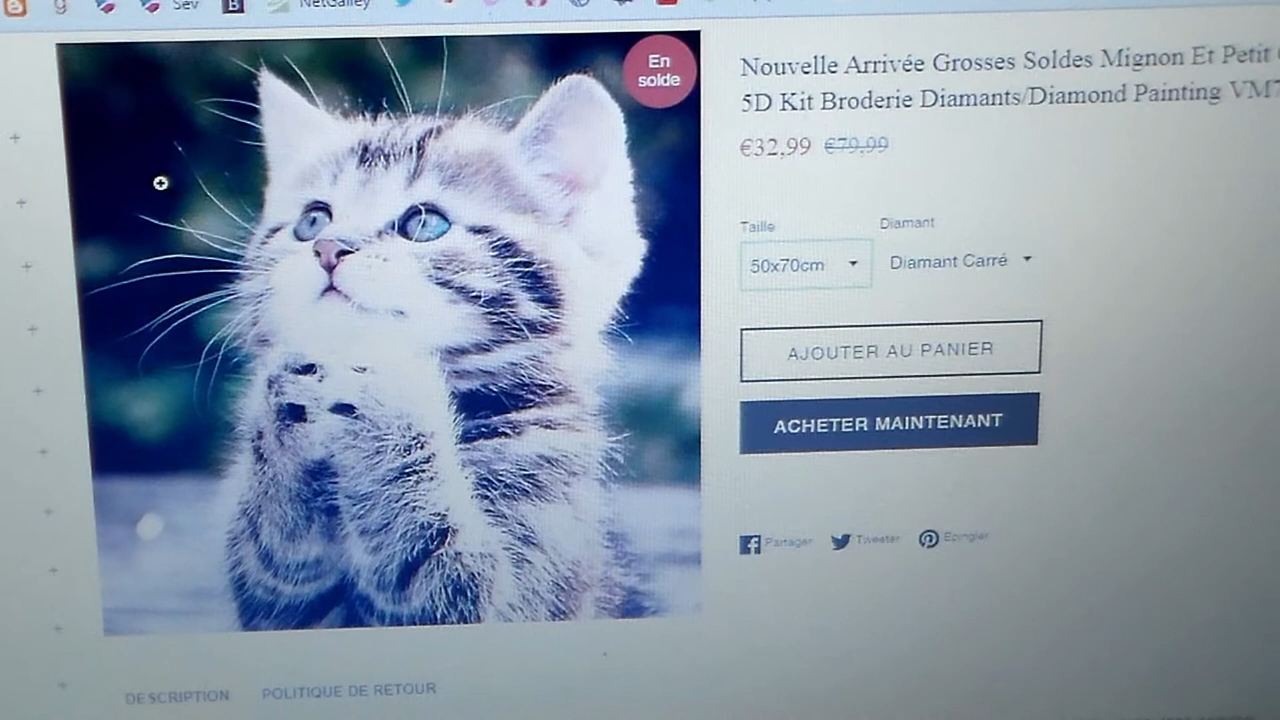 Sev
B
NetGalley
En
solde
Nouvelle Arrivée Grosses Soldes Mignon Et Petit
5D Kit Broderie Diamants/Diamond Painting VM7
€32,99 €79,99
Taille
Diamant
50x70cm
Diamant Carré
AJOUTER AU PANIER
ACHETER MAINTENANT
Partager
Tweeter
Epingler
DESCRIPTION
POLITIQUE DE RETOUR